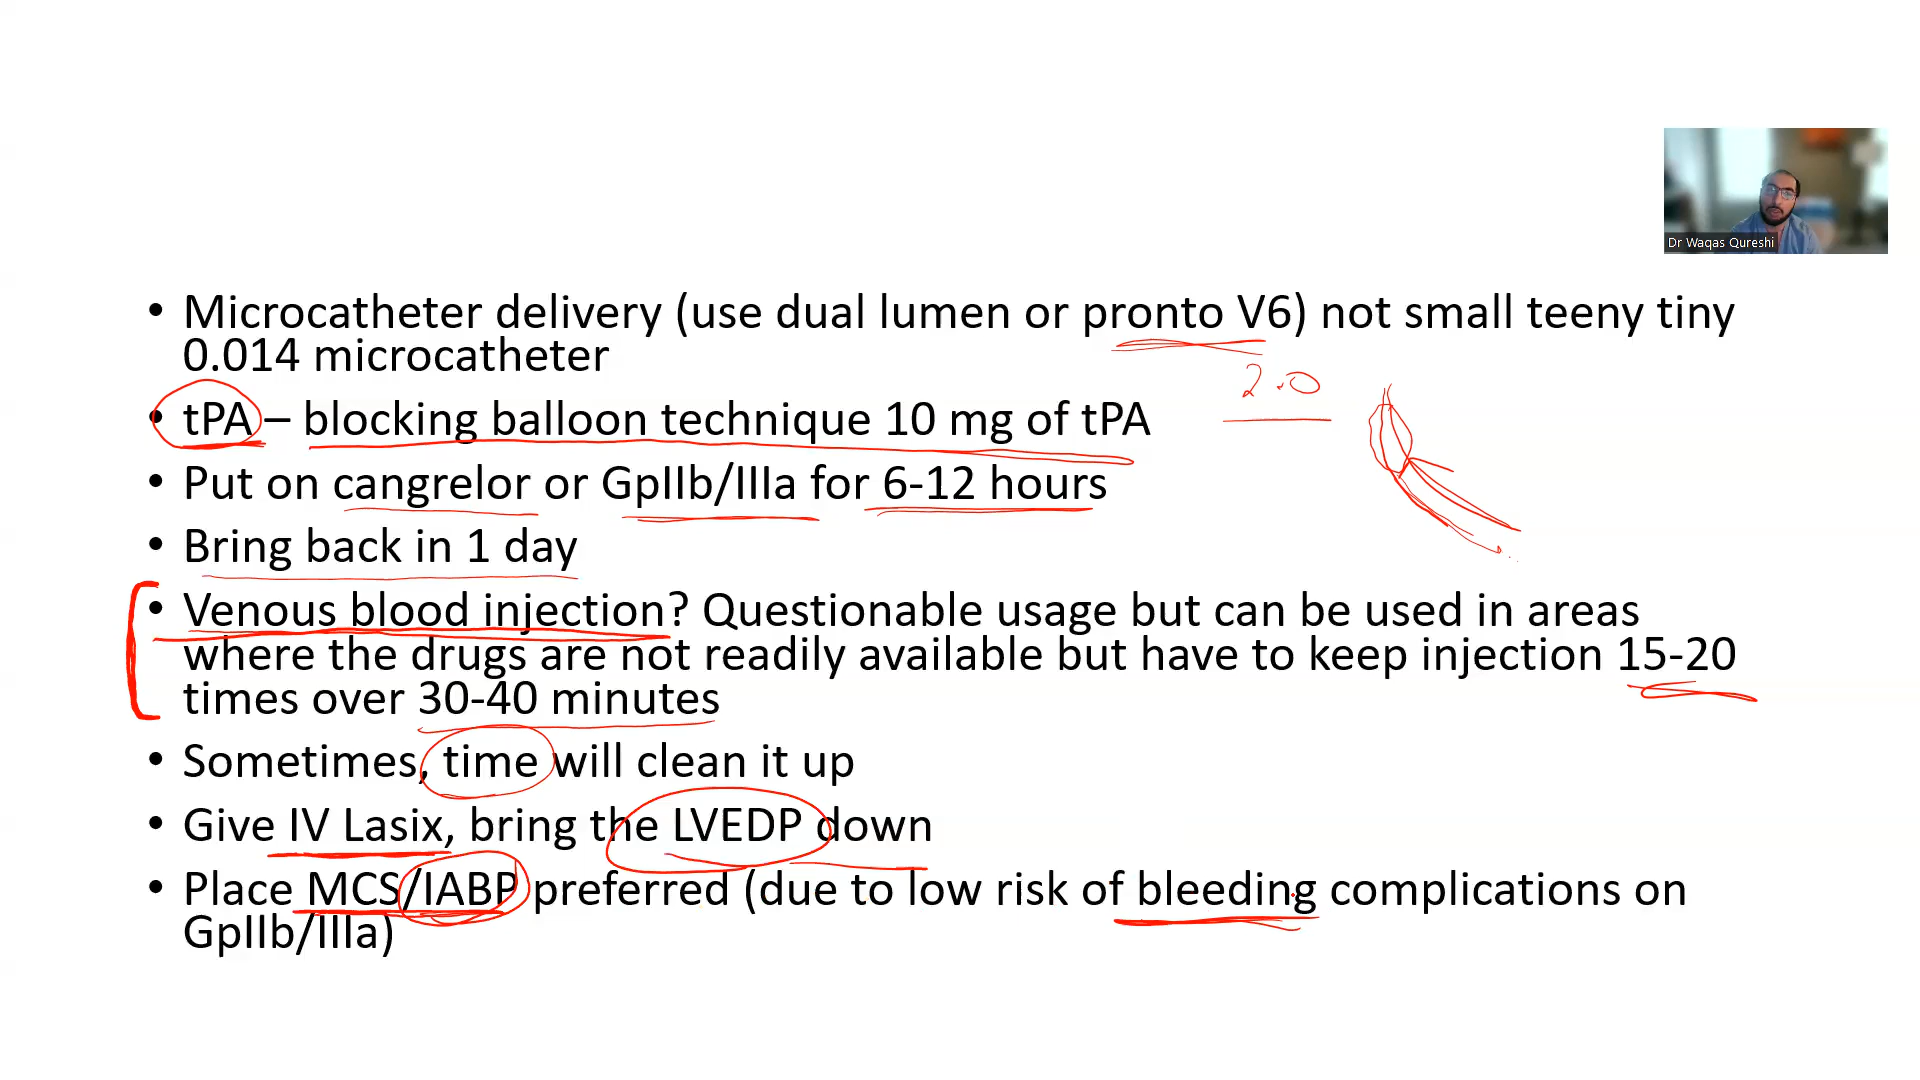 Dr Waqas Qureshi
• Microcatheter delivery (use dual lumen or pronto V6) not small teeny tiny
0.014 microcatheter
2.0
• tPA – blocking balloon technique 10 mg of tPA
• Put on cangrelor or GpIIb/IIIa for 6-12 hours
• Bring back in 1 day
• Venous blood injection? Questionable usage but can be used in areas
where the drugs are not readily available but have to keep injection 15-20
times over 30-40 minutes
• Sometimes, time will clean it up
• Give IV Lasix, bring the LVEDP down
• Place MCS/IABP preferred (due to low risk of bleeding complications on
GpIIb/IIIa)